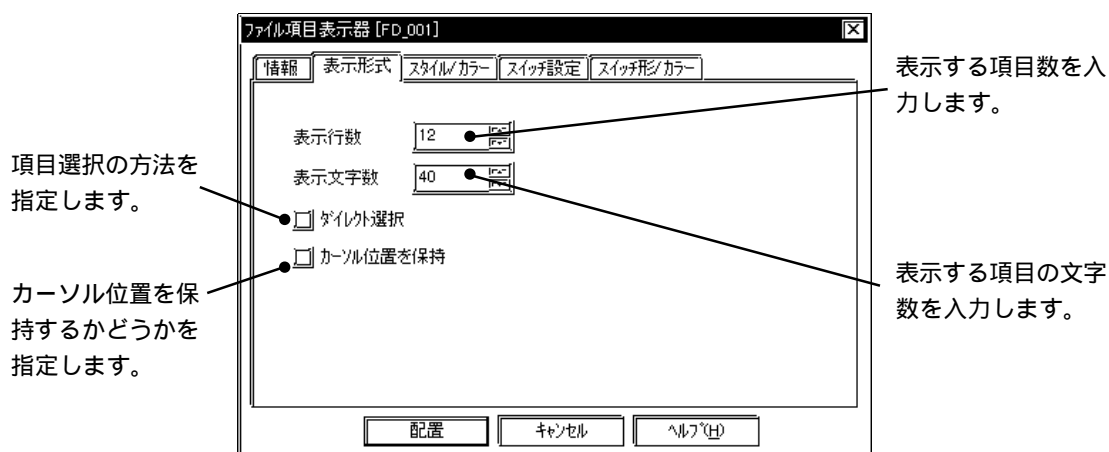 ﾌｧｲﾙ項目表示器 [FD_001]
情報 表示形式 ｽﾀｲﾙ/ｶﾗｰ ｽｲｯﾁ設定 ｽｲｯﾁ形/ｶﾗｰ
表示する項目数を入
力します。
表示行数 12
項目選択の方法を
指定します。
表示文字数 40
ﾀﾞｲﾚｸﾄ選択
ｶｰｿﾙ位置を保持
表示する項目の文字
数を入力します。
カーソル位置を保
持するかどうかを
指定します。
配置 ｷｬﾝｾﾙ ﾍﾙﾌﾟ(H)